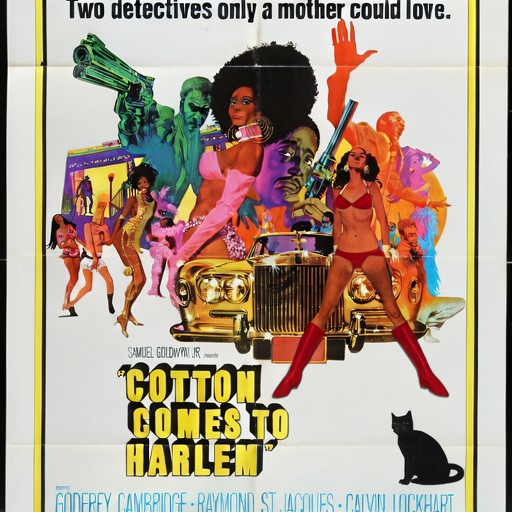 Two detectives only a mother could love.
SAMUEL GOLDWYN, JR. presents
"COTTON
COMES TO
HARLEM"
GODFREY CAMBRIDGE · RAYMOND ST. JACQUES · CALVIN LOCKHART